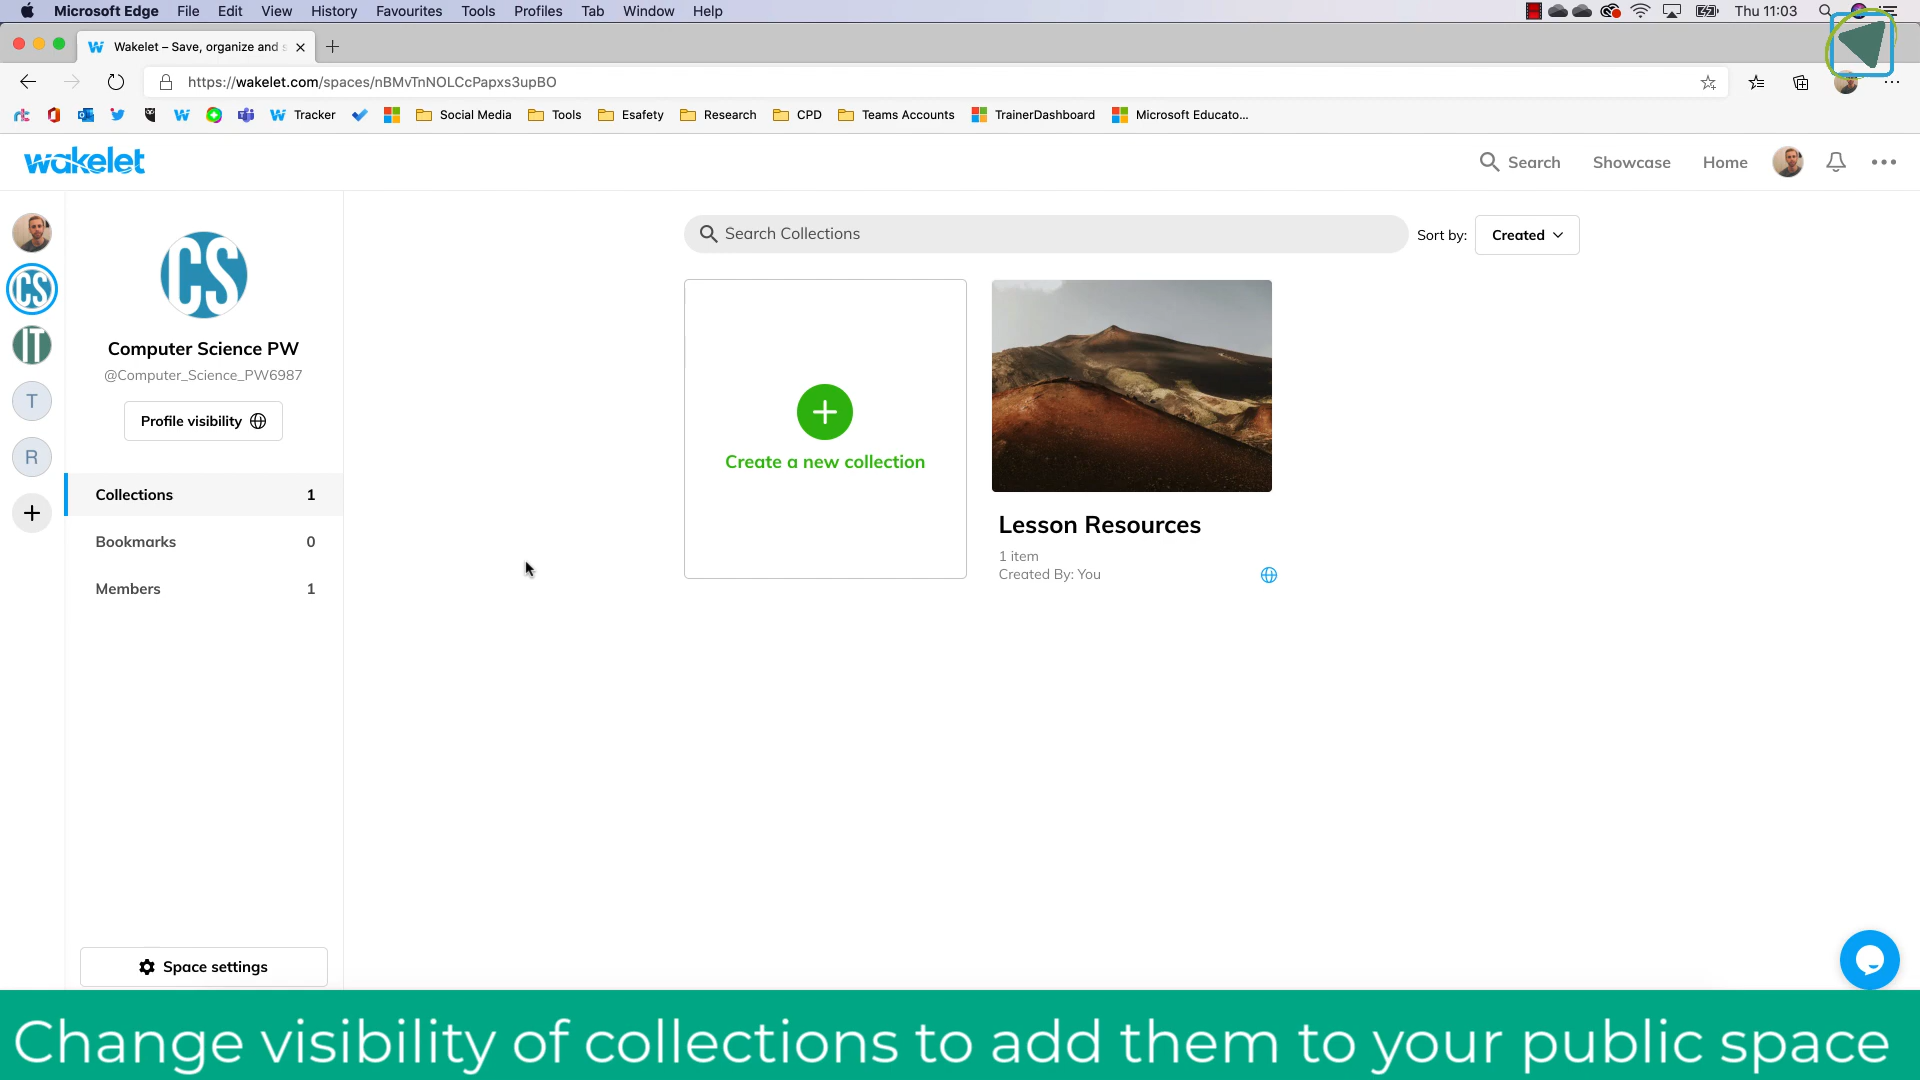 Microsoft Edge File Edit View History Favourites Tools Profiles Tab Window Help Thu 11:03
Wakelet – Save, organize and s
https://wakelet.com/spaces/nBMvTnNOLCcPapxs3upBO
Tracker Social Media Tools Esafety Research CPD Teams Accounts TrainerDashboard Microsoft Educato...
wakelet Search Showcase Home
Search Collections Sort by: Created
CS
CS
IT
T
R
Computer Science PW
@Computer_Science_PW6987
Profile visibility
Collections 1
Bookmarks 0
Members 1
Space settings
Create a new collection
Lesson Resources
1 item
Created By: You
Change visibility of collections to add them to your public space